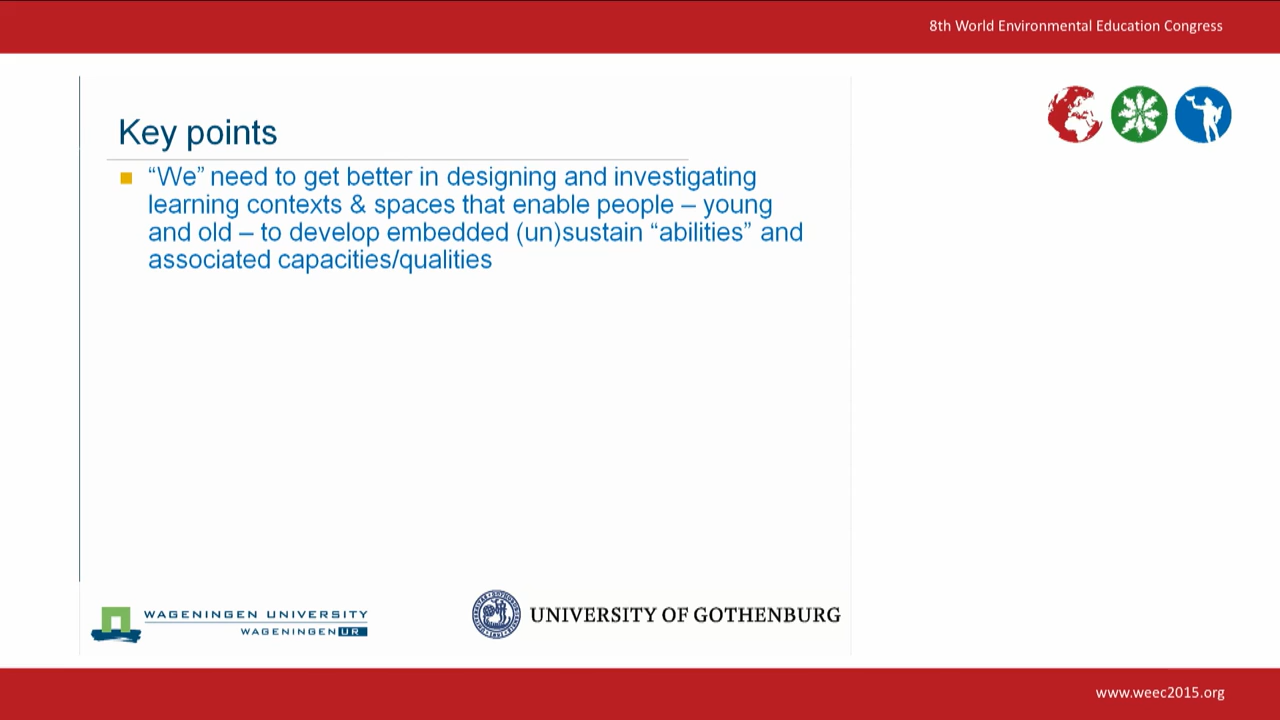 8th World Environmental Education Congress
Key points
“We” need to get better in designing and investigating
learning contexts & spaces that enable people – young
and old – to develop embedded (un)sustain “abilities” and
associated capacities/qualities
WAGENINGEN UNIVERSITY
WAGENINGEN UR
UNIVERSITY OF GOTHENBURG
www.weec2015.org